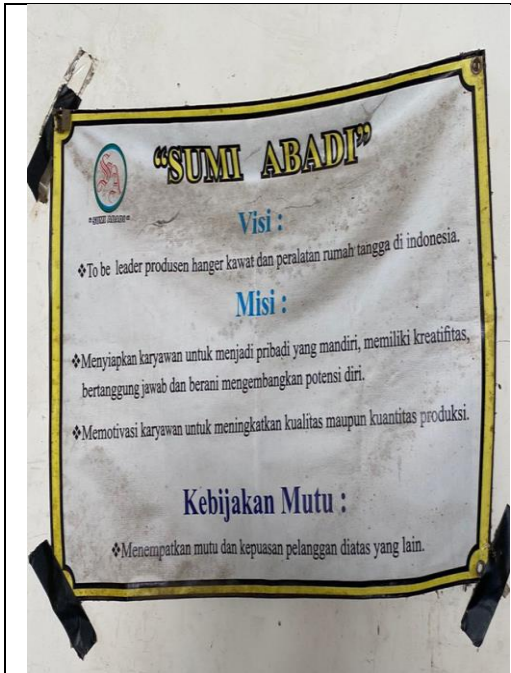 “SUMI ABADI”
Visi :
❖To be leader produsen hanger kawat dan peralatan rumah tangga di indonesia.
Misi :
❖Menyiapkan karyawan untuk menjadi pribadi yang mandiri, memiliki kreatifitas,
bertanggung jawab dan berani mengembangkan potensi diri.
❖Memotivasi karyawan untuk meningkatkan kualitas maupun kuantitas produksi.
Kebijakan Mutu :
❖Menempatkan mutu dan kepuasan pelanggan diatas yang lain.